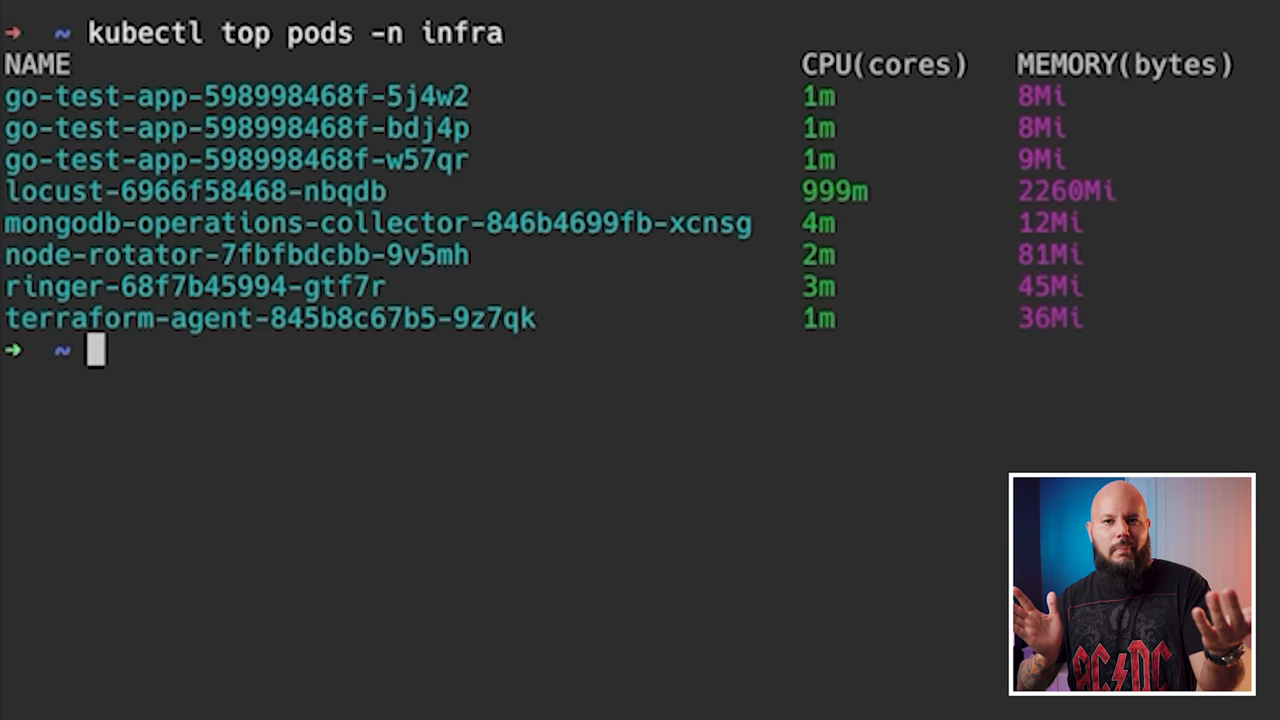 ➜ ~ kubectl top pods -n infra
NAME CPU(cores) MEMORY(bytes)
go-test-app-598998468f-5j4w2 1m 8Mi
go-test-app-598998468f-bdj4p 1m 8Mi
go-test-app-598998468f-w57qr 1m 9Mi
locust-6966f58468-nbqdb 999m 2260Mi
mongodb-operations-collector-846b4699fb-xcnsg 4m 12Mi
node-rotator-7fbfbdcbb-9v5mh 2m 81Mi
ringer-68f7b45994-gtf7r 3m 45Mi
terraform-agent-845b8c67b5-9z7qk 1m 36Mi
➜ ~
AC⚡DC